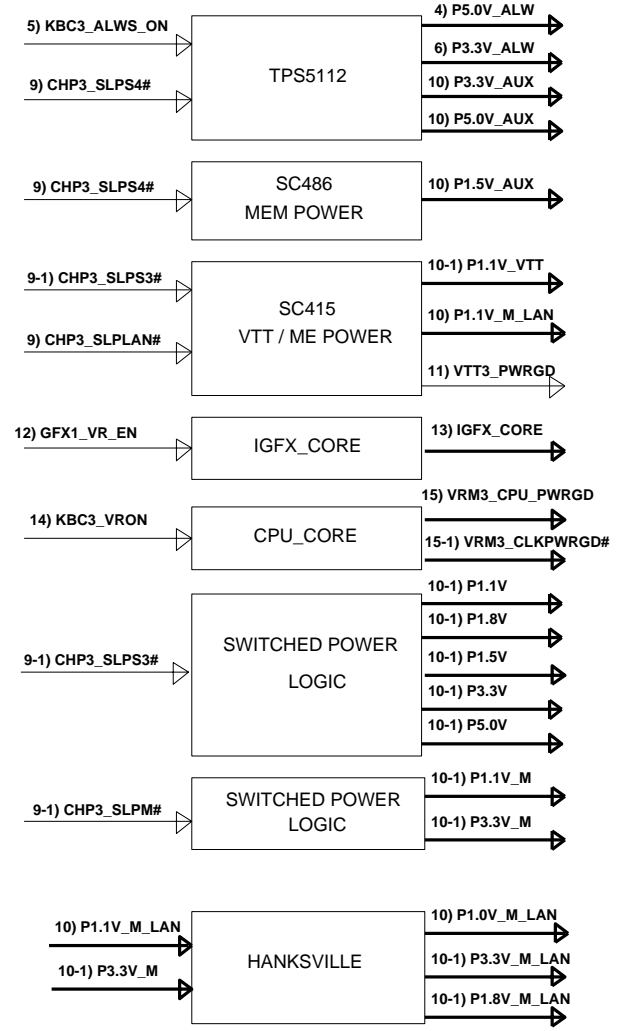 4) P5.0V_ALW
5) KBC3_ALWS_ON
6) P3.3V_ALW
TPS5112
9) CHP3_SLPS4#
10) P3.3V_AUX
10) P5.0V_AUX
9) CHP3_SLPS4#
SC486
MEM POWER
10) P1.5V_AUX
9-1) CHP3_SLPS3#
10-1) P1.1V_VTT
SC415
VTT / ME POWER
10) P1.1V_M_LAN
9) CHP3_SLPLAN#
11) VTT3_PWRGD
12) GFX1_VR_EN
IGFX_CORE
13) IGFX_CORE
15) VRM3_CPU_PWRGD
14) KBC3_VRON
CPU_CORE
15-1) VRM3_CLKPWRGD#
10-1) P1.1V
10-1) P1.8V
9-1) CHP3_SLPS3#
SWITCHED POWER
LOGIC
10-1) P1.5V
10-1) P3.3V
10-1) P5.0V
10-1) P1.1V_M
9-1) CHP3_SLPM#
SWITCHED POWER
LOGIC
10-1) P3.3V_M
10) P1.1V_M_LAN
10) P1.0V_M_LAN
10-1) P3.3V_M
HANKSVILLE
10-1) P3.3V_M_LAN
10-1) P1.8V_M_LAN